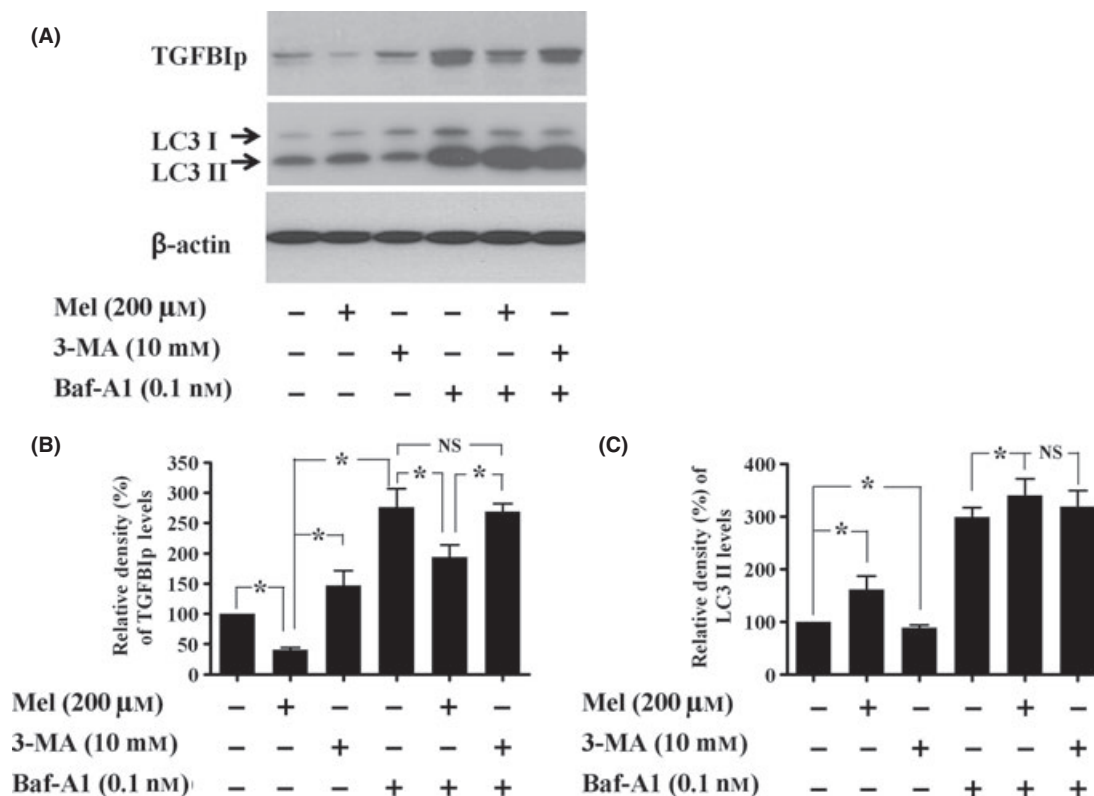 (A)
TGFBIp
LC3 I
LC3 II
β-actin
Mel (200 µM) – + – – + –
3-MA (10 mM) – – + – – +
Baf-A1 (0.1 nM) – – – + + +
(B)
Relative density (%)
of TGFBIp levels
350
300
250
200
150
100
50
0
* * * * * NS
Mel (200 µM) – + – – + –
3-MA (10 mM) – – + – – +
Baf-A1 (0.1 nM) – – – + + +
(C)
Relative density (%) of
LC3 II levels
400
300
200
100
0
* * * NS
Mel (200 µM) – + – – + –
3-MA (10 mM) – – + – – +
Baf-A1 (0.1 nM) – – – + + +